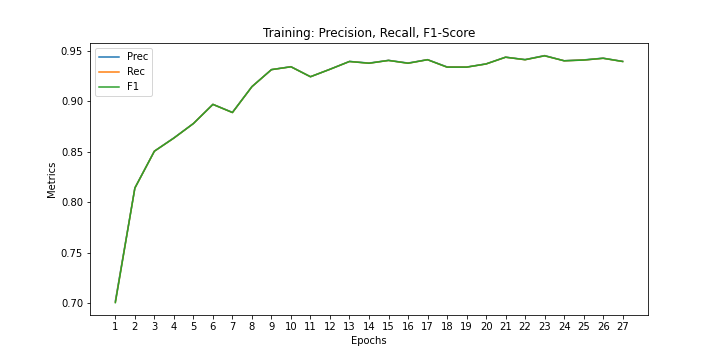 Training: Precision, Recall, F1-Score
Prec
Rec
F1
0.95
0.90
0.85
0.80
0.75
0.70
Metrics
1 2 3 4 5 6 7 8 9 10 11 12 13 14 15 16 17 18 19 20 21 22 23 24 25 26 27
Epochs